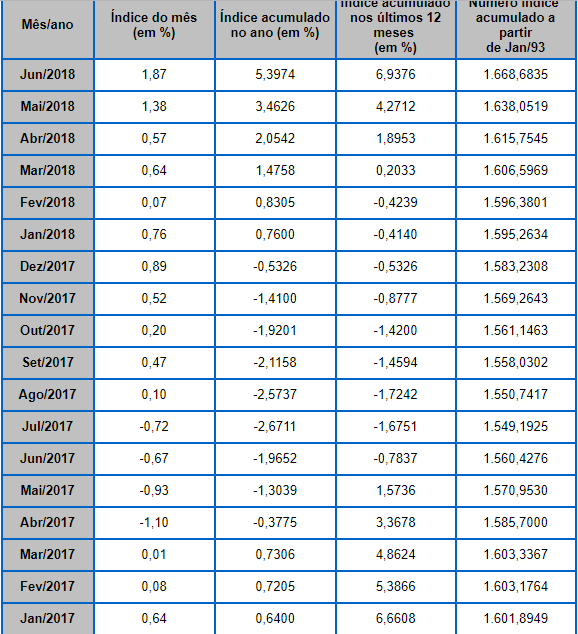 Mês/ano Índice do mês (em %) Índice acumulado no ano (em %) Índice acumulado nos últimos 12 meses (em %) Número índice acumulado a partir de Jan/93
Jun/2018 1,87 5,3974 6,9376 1.668,6835
Mai/2018 1,38 3,4626 4,2712 1.638,0519
Abr/2018 0,57 2,0542 1,8953 1.615,7545
Mar/2018 0,64 1,4758 0,2033 1.606,5969
Fev/2018 0,07 0,8305 -0,4239 1.596,3801
Jan/2018 0,76 0,7600 -0,4140 1.595,2634
Dez/2017 0,89 -0,5326 -0,5326 1.583,2308
Nov/2017 0,52 -1,4100 -0,8777 1.569,2643
Out/2017 0,20 -1,9201 -1,4200 1.561,1463
Set/2017 0,47 -2,1158 -1,4594 1.558,0302
Ago/2017 0,10 -2,5737 -1,7242 1.550,7417
Jul/2017 -0,72 -2,6711 -1,6751 1.549,1925
Jun/2017 -0,67 -1,9652 -0,7837 1.560,4276
Mai/2017 -0,93 -1,3039 1,5736 1.570,9530
Abr/2017 -1,10 -0,3775 3,3678 1.585,7000
Mar/2017 0,01 0,7306 4,8624 1.603,3367
Fev/2017 0,08 0,7205 5,3866 1.603,1764
Jan/2017 0,64 0,6400 6,6608 1.601,8949